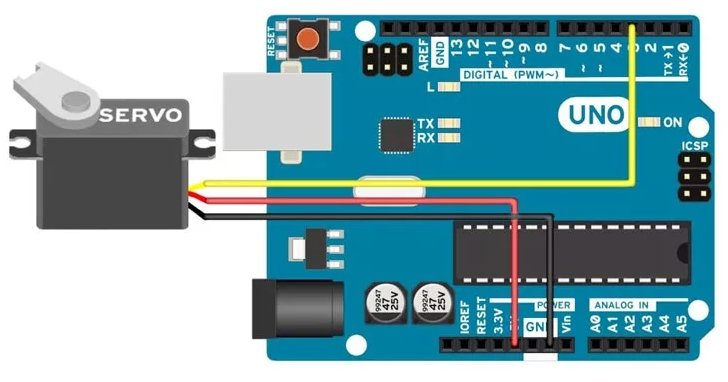 RESET
AREF
GND
13
12
~11
~10
~9
8
7
~6
~5
4
2
TX→1
RX←0
DIGITAL (PWM~)
L
SERVO
TX
RX
UNO
ON
ICSP
99247
47
25V
99247
47
25V
POWER
ANALOG IN
IOREF
RESET
3.3V
GND
Vin
A0
A1
A2
A3
A4
A5